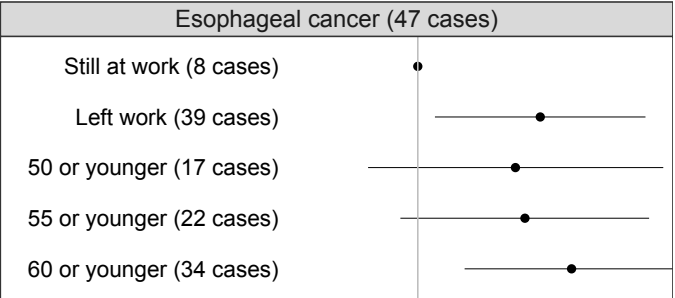 Esophageal cancer (47 cases)
Still at work (8 cases)
Left work (39 cases)
50 or younger (17 cases)
55 or younger (22 cases)
60 or younger (34 cases)